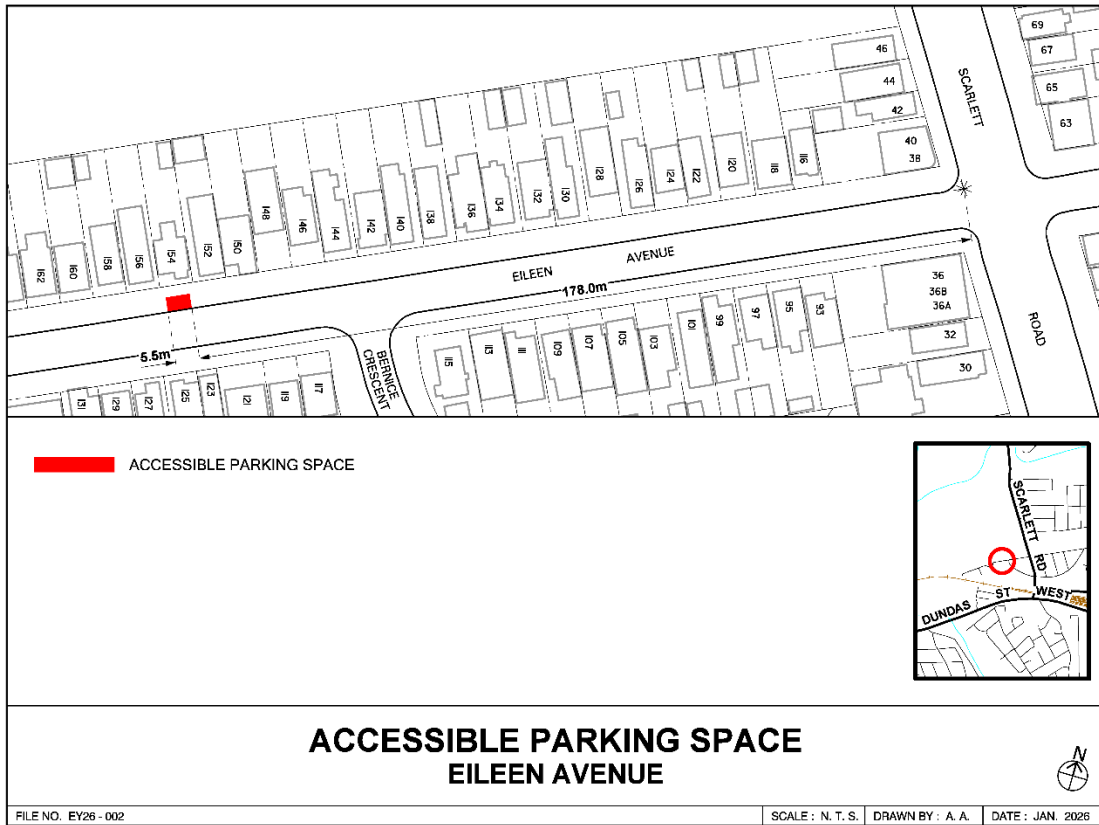 69
67
65
63
46
44
42
40
38
SCARLETT
ROAD
162
160
158
156
154
152
150
148
146
144
142
140
138
136
134
132
130
128
126
124
122
120
118
116
EILEEN AVENUE
178.0m
5.5m
BERNICE
CRESCENT
131
129
127
125
123
121
119
117
115
113
111
109
107
105
103
101
99
97
95
93
36
36B
36A
32
30
ACCESSIBLE PARKING SPACE
SCARLETT RD
DUNDAS ST WEST
ACCESSIBLE PARKING SPACE
EILEEN AVENUE
N
FILE NO. EY26 - 002
SCALE : N. T. S.
DRAWN BY : A. A.
DATE : JAN. 2026